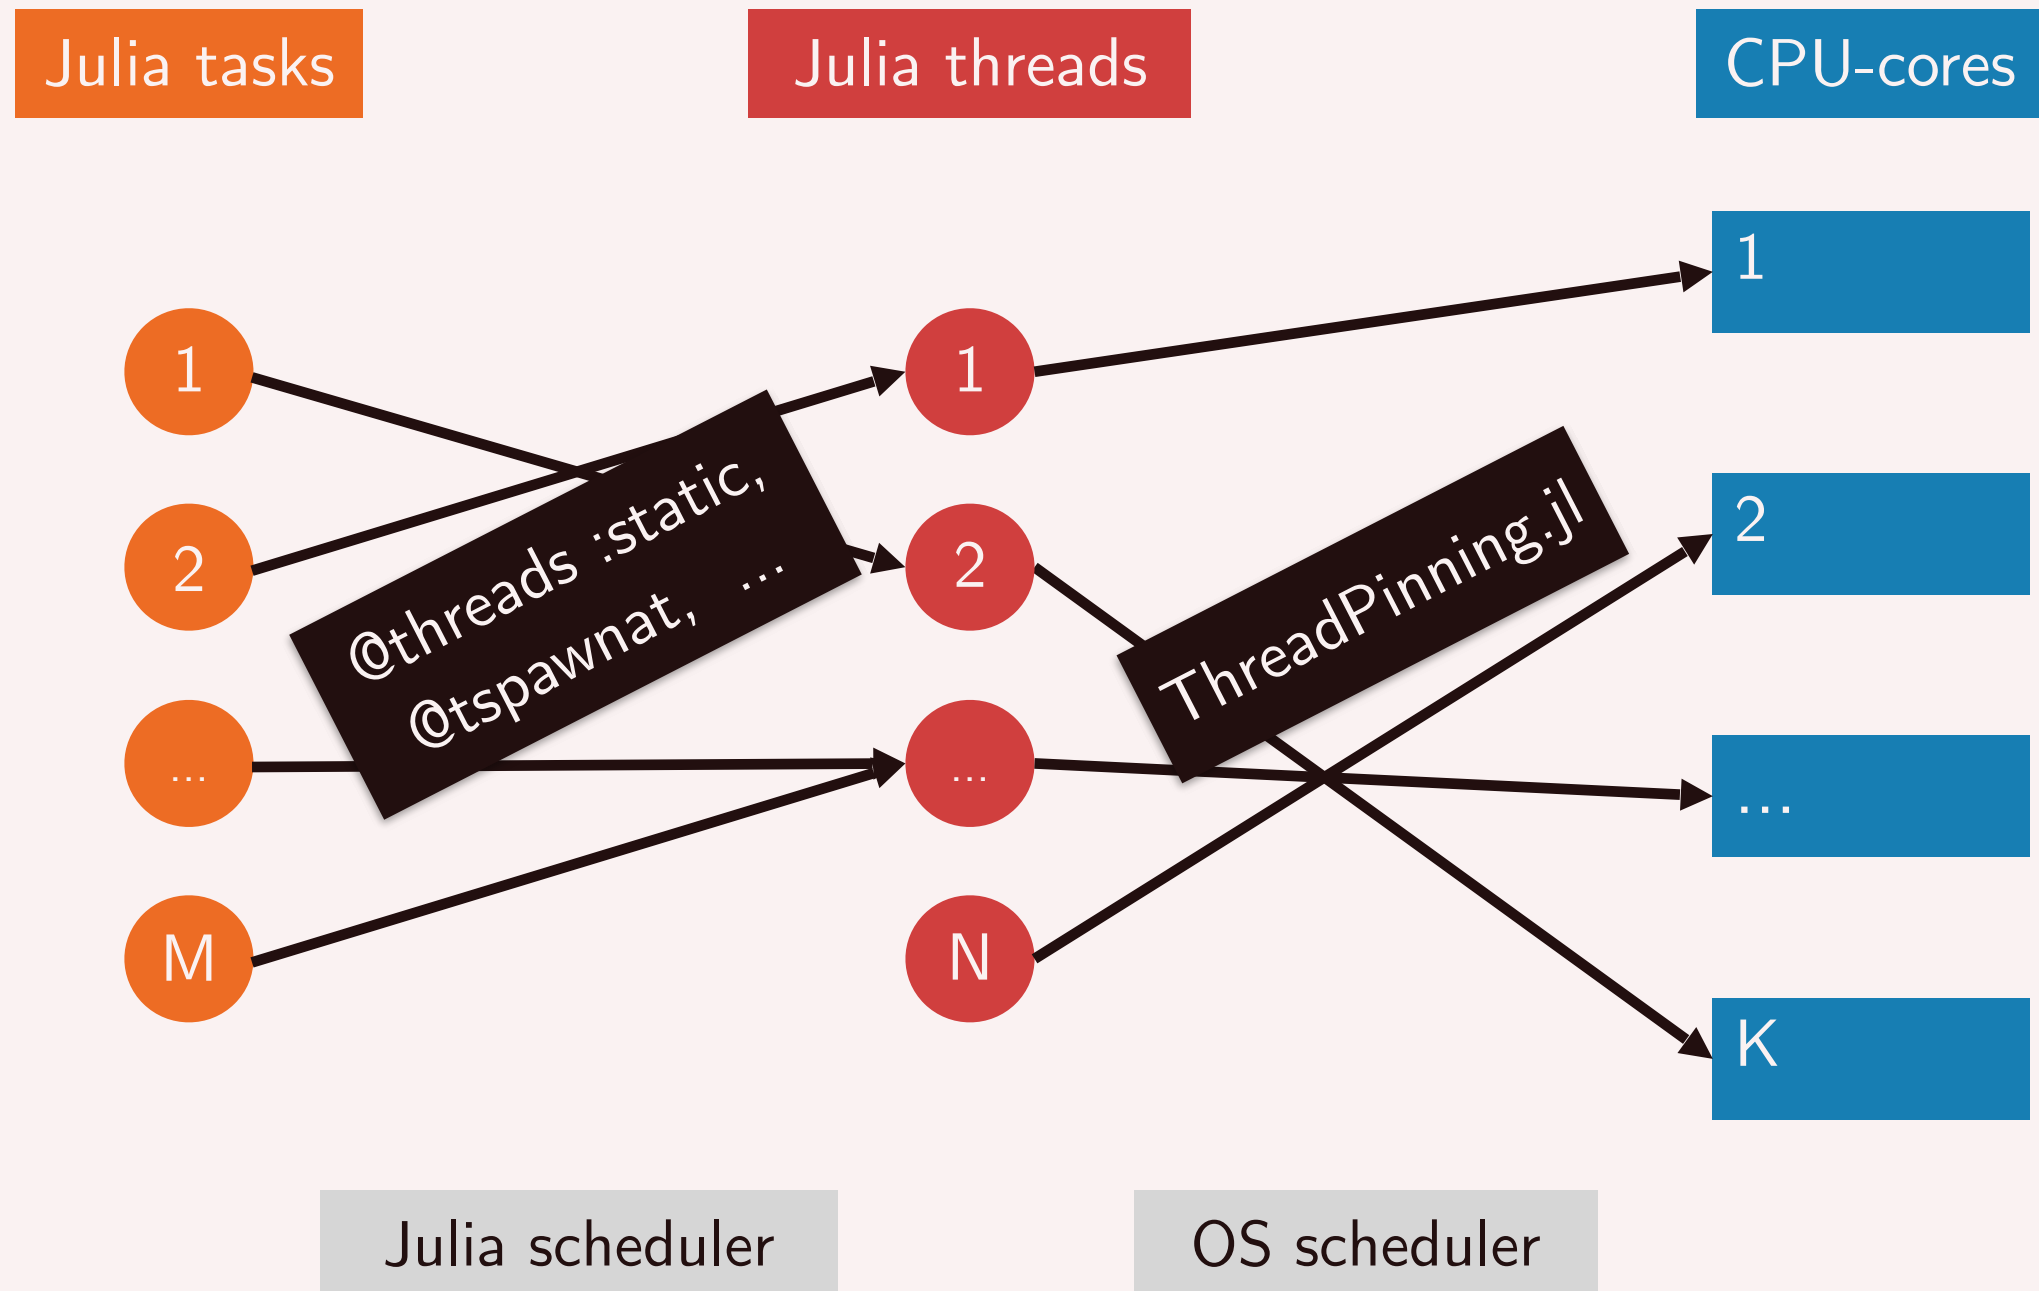 Julia tasks
Julia threads
CPU-cores
1
2
...
M
@threads :static,
@tspawnat, ...
1
2
...
N
ThreadPinning.jl
1
2
...
K
Julia scheduler
OS scheduler